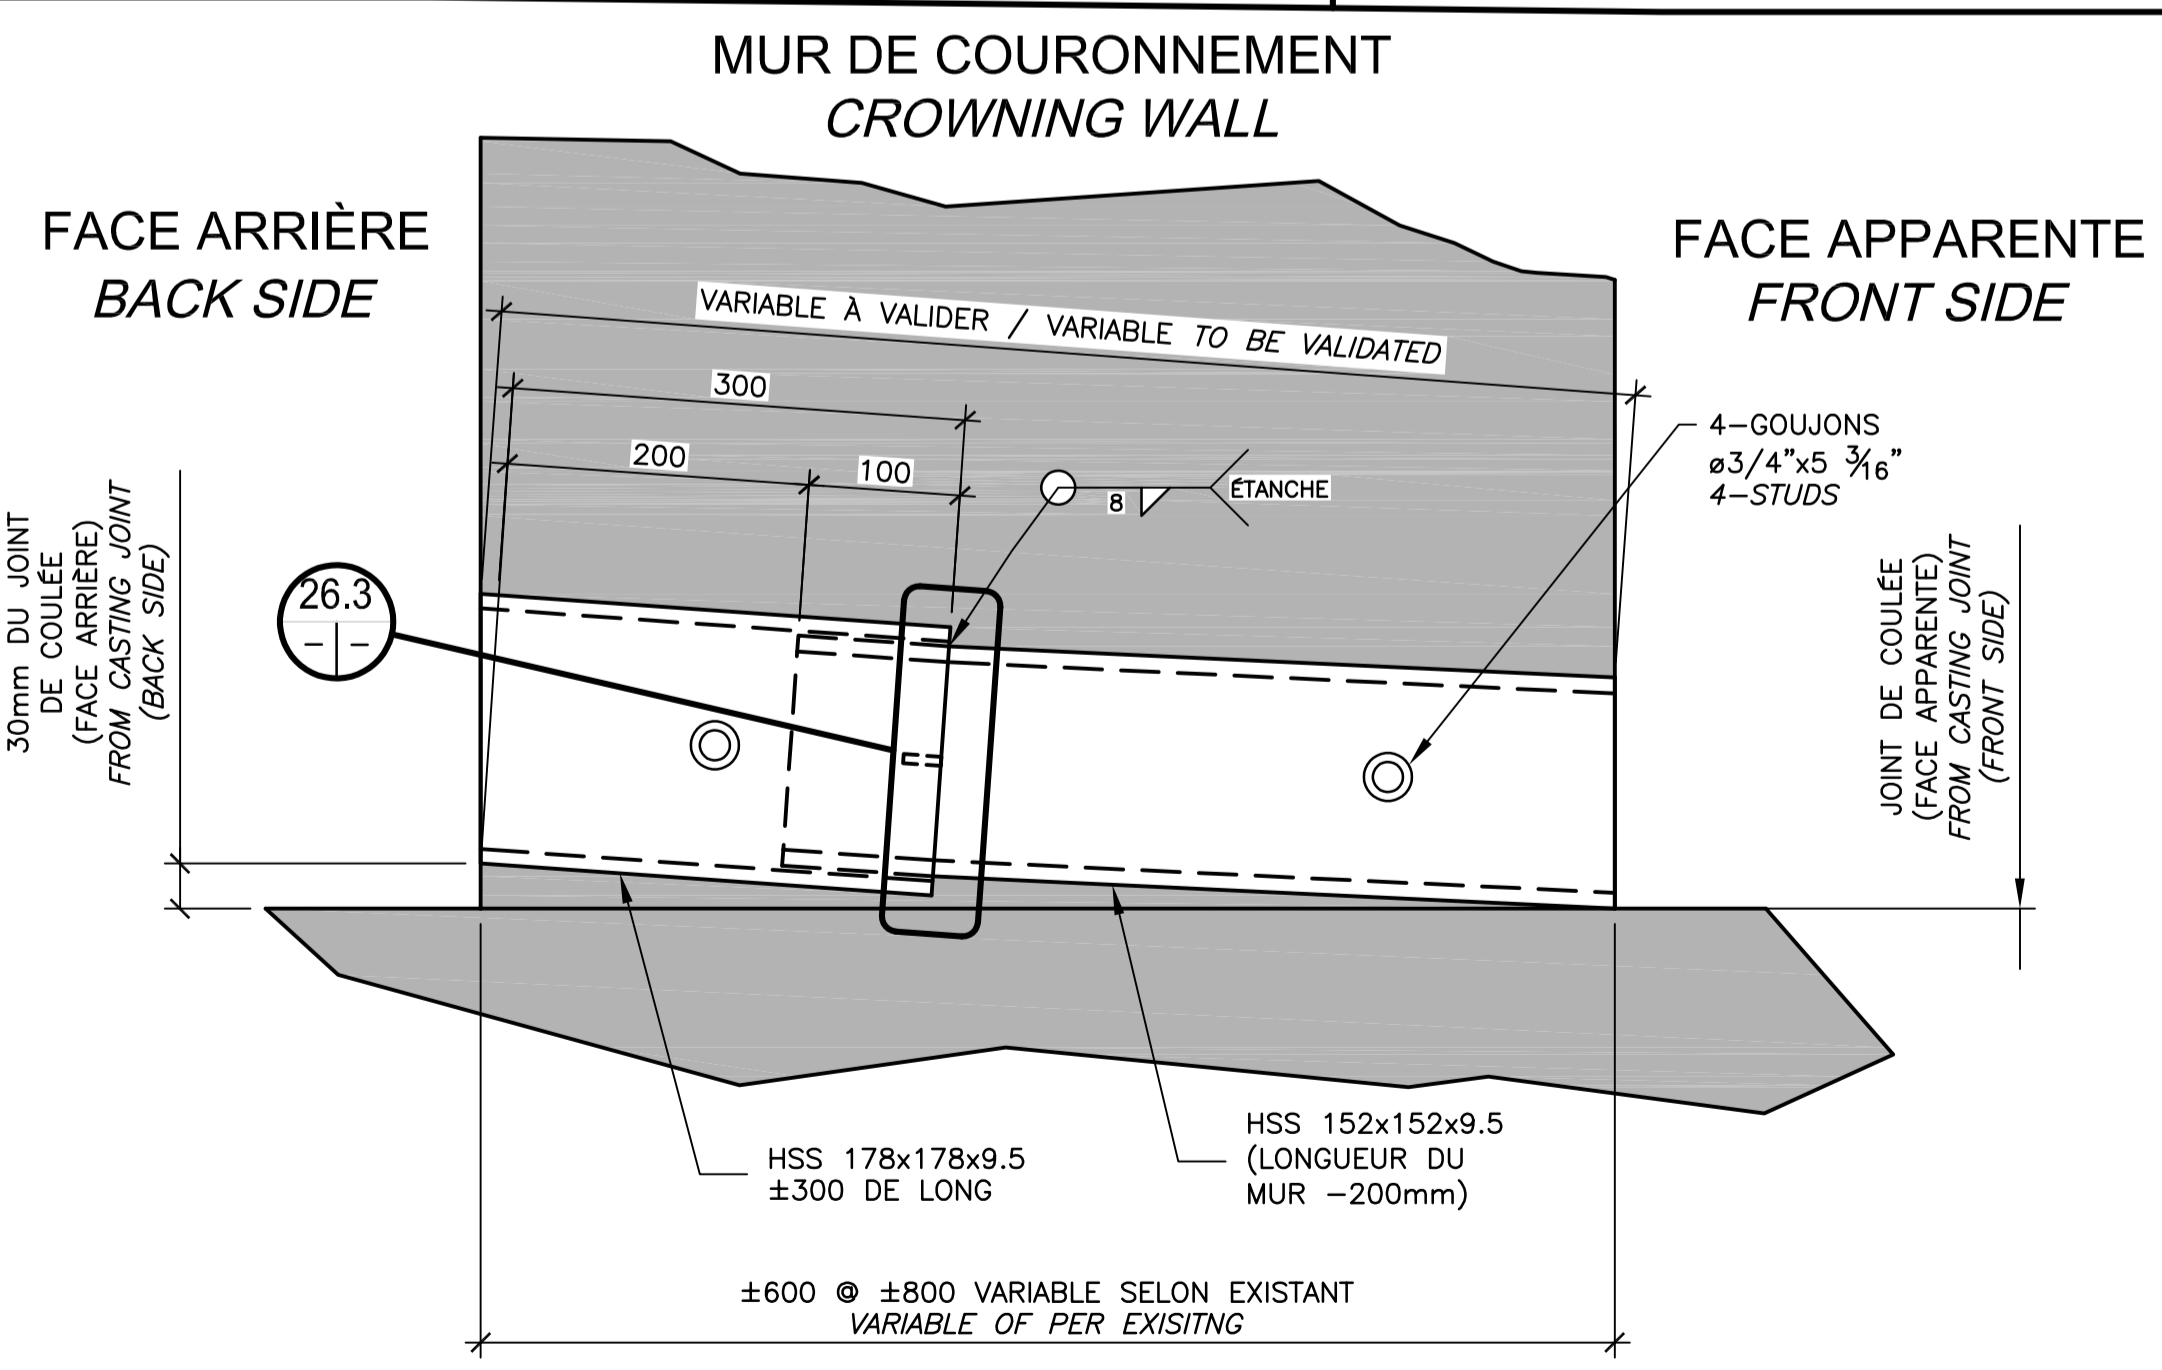 MUR DE COURONNEMENT
CROWNING WALL
FACE ARRIÈRE
BACK SIDE
FACE APPARENTE
FRONT SIDE
VARIABLE À VALIDER / VARIABLE TO BE VALIDATED
300
200
100
8
ÉTANCHE
4-GOUJONS
ø3/4"x5 3/16"
4-STUDS
30mm DU JOINT
DE COULÉE
(FACE ARRIÈRE)
FROM CASTING JOINT
(BACK SIDE)
26.3
- -
JOINT DE COULÉE
(FACE APPARENTE)
FROM CASTING JOINT
(FRONT SIDE)
HSS 178x178x9.5
±300 DE LONG
HSS 152x152x9.5
(LONGUEUR DU
MUR -200mm)
±600 @ ±800 VARIABLE SELON EXISTANT
VARIABLE OF PER EXISITNG